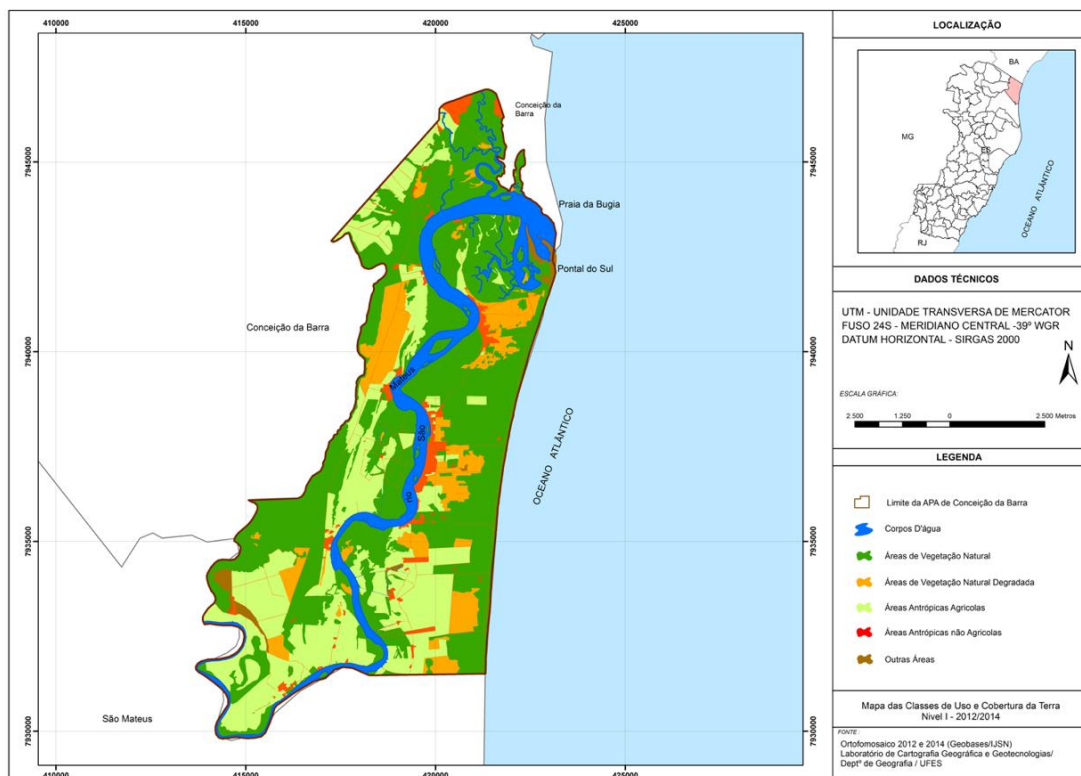 410000
415000
420000
425000
7945000
7940000
7935000
7930000
Conceição da
Barra
Praia da Bugia
Pontal do Sul
Conceição da Barra
Mateus
São
rio
OCEANO ATLÂNTICO
São Mateus
7945000
7940000
7935000
7930000
410000
415000
420000
425000
LOCALIZAÇÃO
BA
MG
ES
RJ
OCEANO ATLÂNTICO
DADOS TÉCNICOS
UTM - UNIDADE TRANSVERSA DE MERCATOR
FUSO 24S - MERIDIANO CENTRAL -39º WGR
DATUM HORIZONTAL - SIRGAS 2000
N
ESCALA GRÁFICA:
2.500 1.250 0 2.500 Metros
LEGENDA
Limite da APA de Conceição da Barra
Corpos D'água
Áreas de Vegetação Natural
Áreas de Vegetação Natural Degradada
Áreas Antrópicas Agricolas
Áreas Antrópicas não Agricolas
Outras Áreas
Mapa das Classes de Uso e Cobertura da Terra
Nivel I - 2012/2014
FONTE:
Ortofomosaico 2012 e 2014 (Geobases/IJSN)
Laboratório de Cartografia Geográfica e Geotecnologias/
Deptº de Geografia / UFES